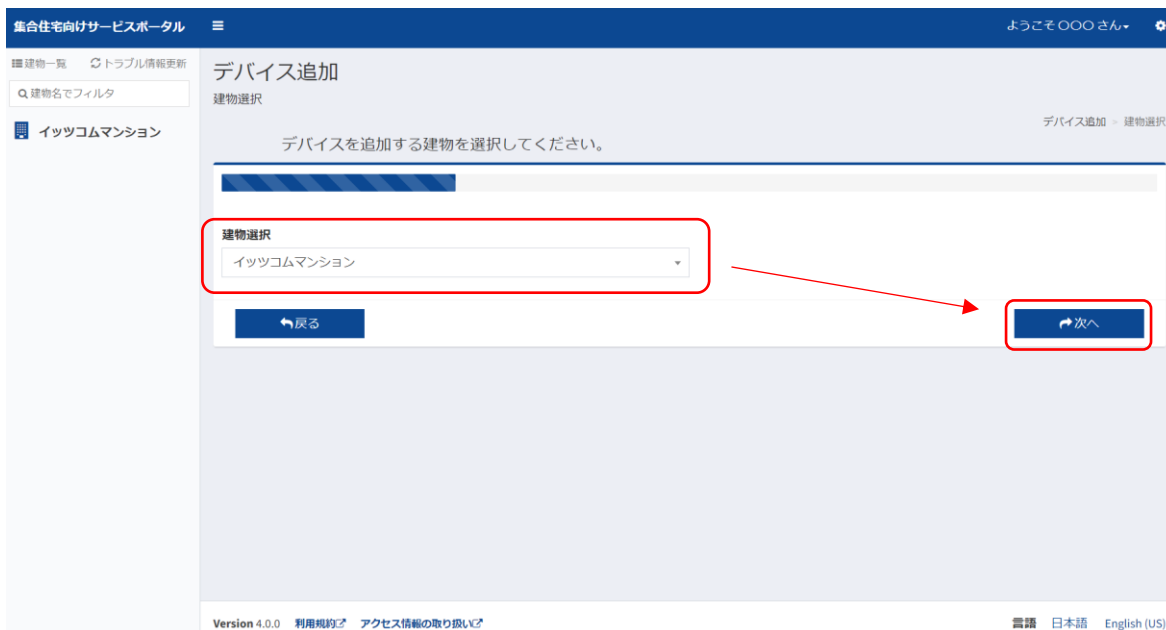 集合住宅向けサービスポータル
ようこそ〇〇〇 さん
建物一覧 トラブル情報更新
建物名でフィルタ
イッツコムマンション
デバイス追加
建物選択
デバイス追加 > 建物選択
デバイスを追加する建物を選択してください。
建物選択
イッツコムマンション
戻る
次へ
Version 4.0.0 利用規約 アクセス情報の取り扱い
言語 日本語 English (US)